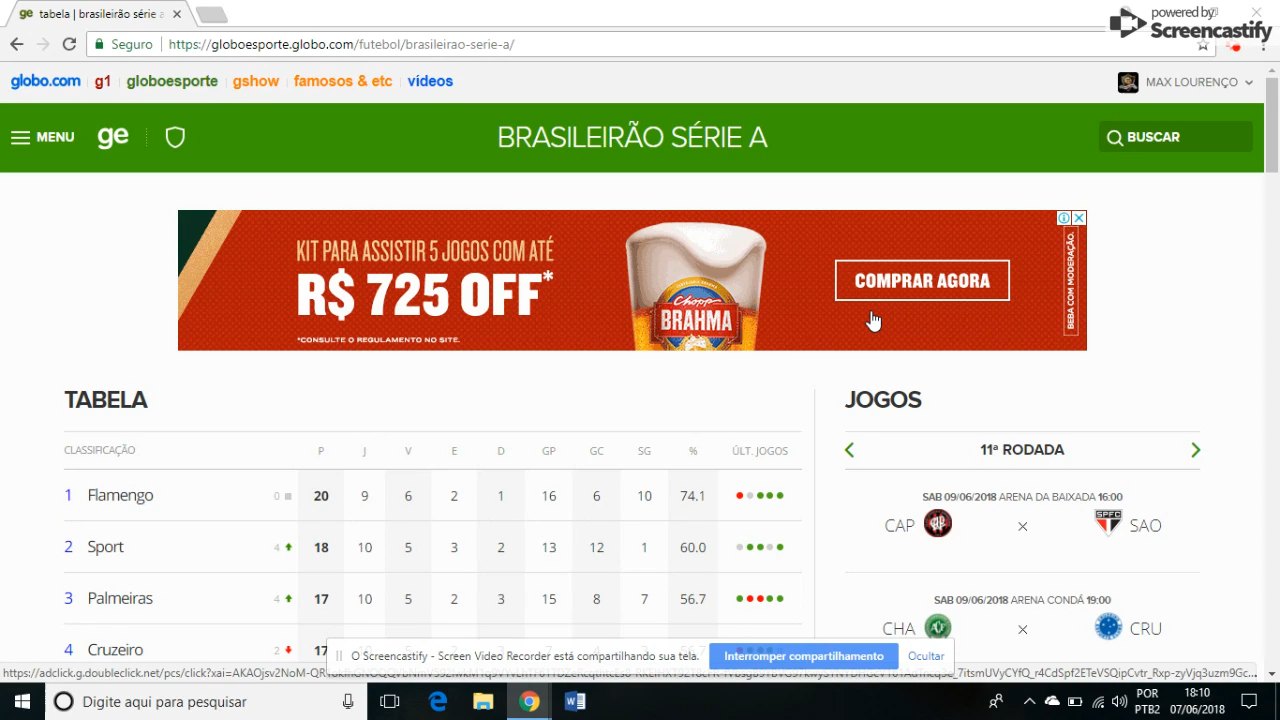 tabela | brasileirão série a
powered by
Screencastify
Seguro
https://globoesporte.globo.com/futebol/brasileirao-serie-a/
globo.com g1 globoesporte gshow famosos & etc vídeos
MAX LOURENÇO
MENU ge
BRASILEIRÃO SÉRIE A
BUSCAR
KIT PARA ASSISTIR 5 JOGOS COM ATÉ
R$ 725 OFF*
*CONSULTE O REGULAMENTO NO SITE.
Chopp
BRAHMA
COMPRAR AGORA
BEBA COM MODERAÇÃO.
TABELA
CLASSIFICAÇÃO P J V E D GP GC SG % ÚLT. JOGOS
1 Flamengo 0 20 9 6 2 1 16 6 10 74.1
2 Sport 4 18 10 5 3 2 13 12 1 60.0
3 Palmeiras 4 17 10 5 2 3 15 8 7 56.7
4 Cruzeiro 2 17
JOGOS
11ª RODADA
SAB 09/06/2018 ARENA DA BAIXADA 16:00
CAP × SPFC SAO
SAB 09/06/2018 ARENA CONDÁ 19:00
CHA × CRU
O Screencastify - Screen Video Recorder está compartilhando sua tela.
Interromper compartilhamento
Ocultar
Digite aqui para pesquisar
POR
PTB2
18:10
07/06/2018